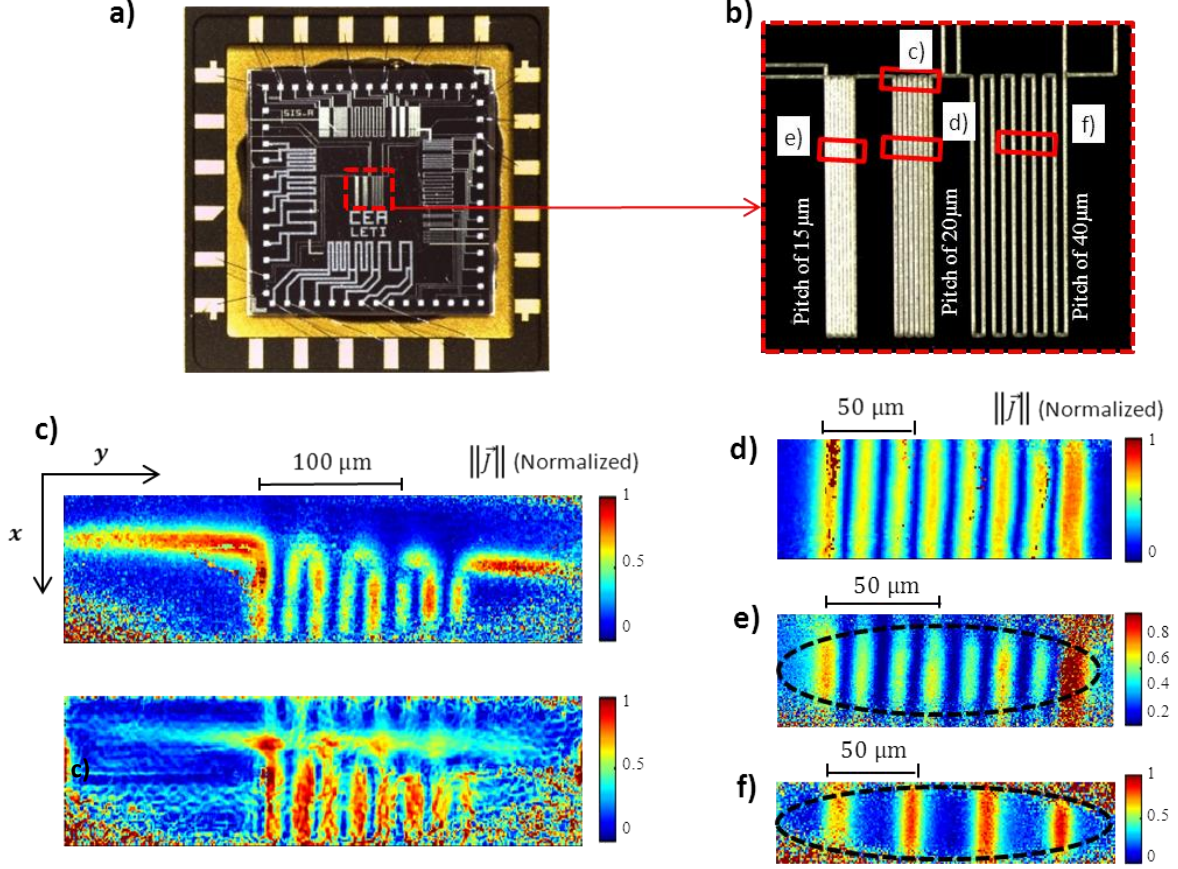 a)
SIS_A
CEA
LETI
b)
c)
e)
d)
f)
Pitch of 15μm
Pitch of 20μm
Pitch of 40μm
c)
y
x
100 μm
‖j⃗‖ (Normalized)
1
0.5
0
c)
1
0.5
0
d)
50 μm
‖j⃗‖ (Normalized)
1
0
e)
50 μm
0.8
0.6
0.4
0.2
f)
50 μm
1
0.5
0